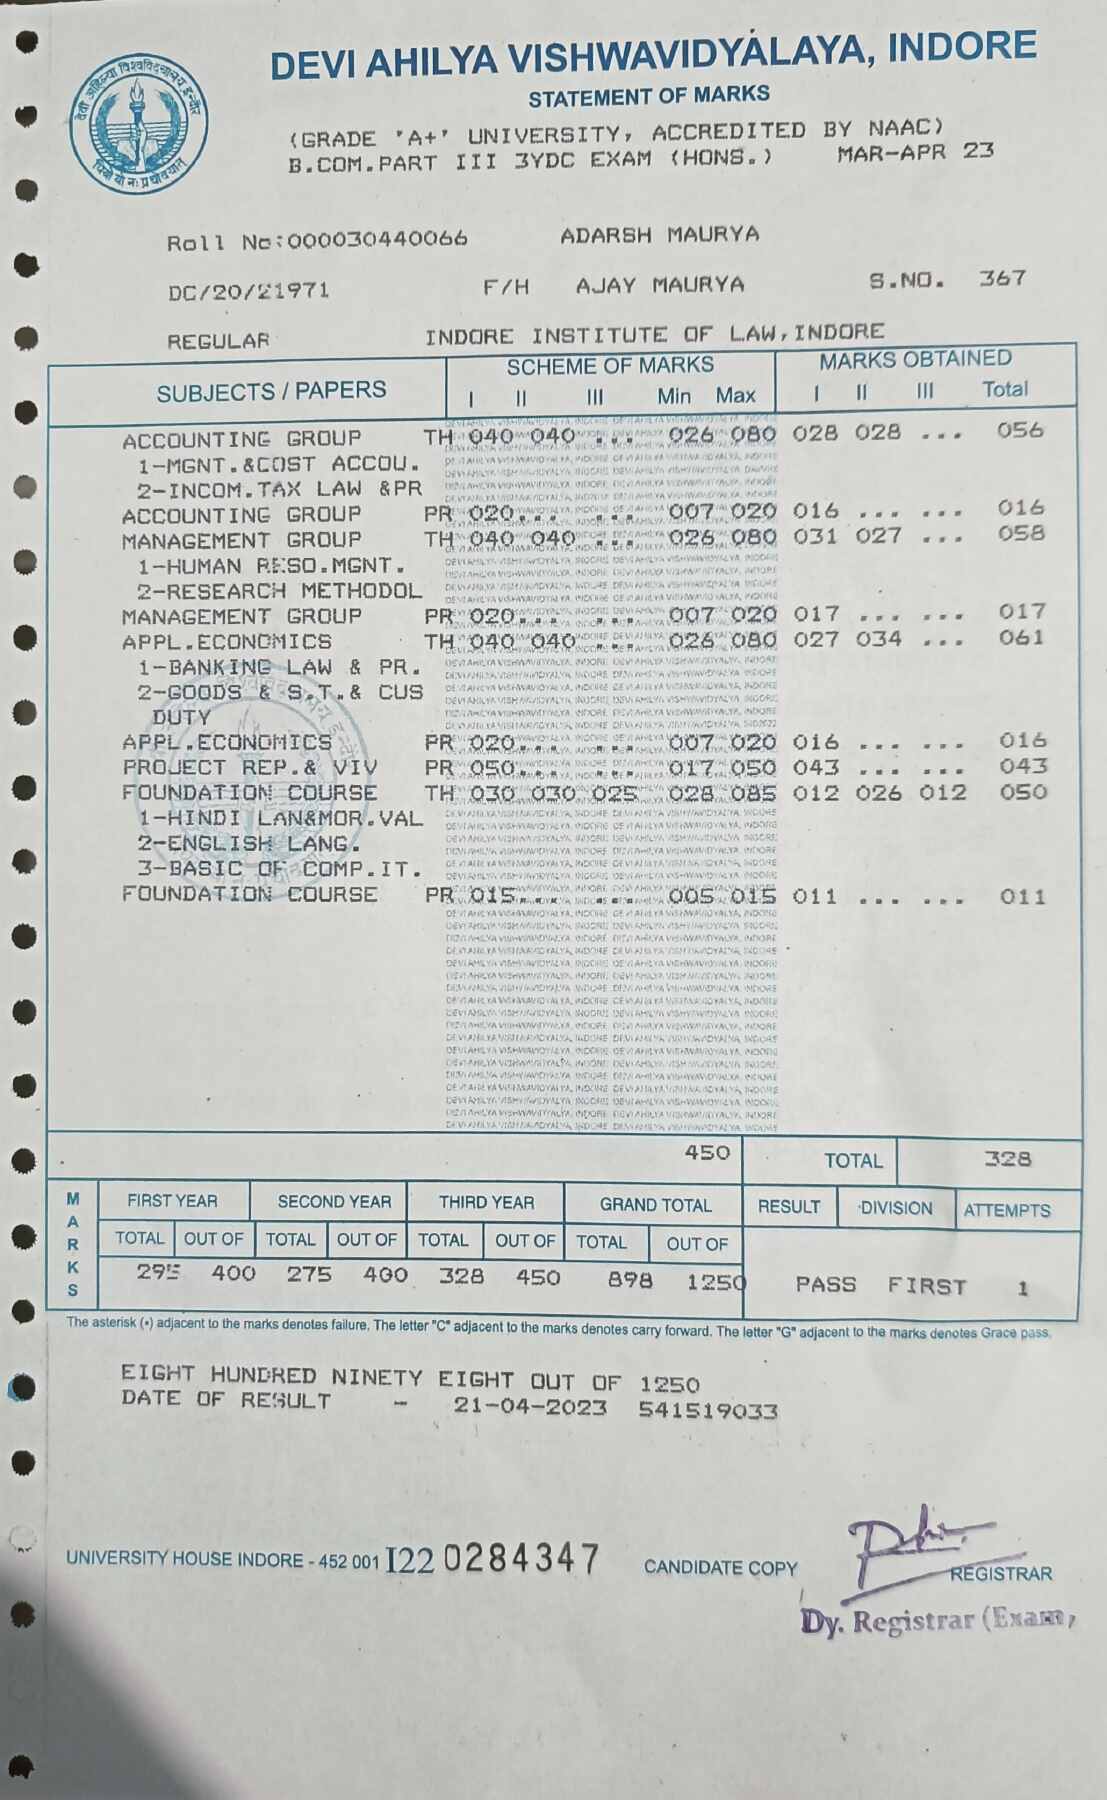 DEVI AHILYA VISHWAVIDYALAYA, INDORE
STATEMENT OF MARKS
(GRADE 'A+' UNIVERSITY, ACCREDITED BY NAAC)
B.COM.PART III 3YDC EXAM (HONS.) MAR-APR 23
देवी अहिल्या विश्वविद्यालय इन्दौर
धियो यो नः प्रचोदयात्
Roll No:000030440066 ADARSH MAURYA
DC/20/21971 F/H AJAY MAURYA S.NO. 367
REGULAR INDORE INSTITUTE OF LAW,INDORE
SUBJECTS / PAPERS SCHEME OF MARKS MARKS OBTAINED
I II III Min Max I II III Total
ACCOUNTING GROUP TH 040 040 ... 026 080 028 028 ... 056
1-MGNT.&COST ACCOU.
2-INCOM.TAX LAW &PR
ACCOUNTING GROUP PR 020... ... 007 020 016 ... ... 016
MANAGEMENT GROUP TH 040 040 ... 026 080 031 027 ... 058
1-HUMAN RESO.MGNT.
2-RESEARCH METHODOL
MANAGEMENT GROUP PR 020... ... 007 020 017 ... ... 017
APPL.ECONOMICS TH 040 040 ... 026 080 027 034 ... 061
1-BANKING LAW & PR.
2-GOODS & S.T.& CUS
DUTY
APPL.ECONOMICS PR 020... ... 007 020 016 ... ... 016
PROJECT REP.& VIV PR 050... ... 017 050 043 ... ... 043
FOUNDATION COURSE TH 030 030 025 028 085 012 026 012 050
1-HINDI LAN&MOR.VAL
2-ENGLISH LANG.
3-BASIC OF COMP.IT.
FOUNDATION COURSE PR 015... ... 005 015 011 ... ... 011
450 TOTAL 328
MARKS
FIRST YEAR SECOND YEAR THIRD YEAR GRAND TOTAL RESULT DIVISION ATTEMPTS
TOTAL OUT OF TOTAL OUT OF TOTAL OUT OF TOTAL OUT OF
295 400 275 400 328 450 898 1250 PASS FIRST 1
The asterisk (*) adjacent to the marks denotes failure. The letter "C" adjacent to the marks denotes carry forward. The letter "G" adjacent to the marks denotes Grace pass.
EIGHT HUNDRED NINETY EIGHT OUT OF 1250
DATE OF RESULT - 21-04-2023 541519033
UNIVERSITY HOUSE INDORE - 452 001 I22 0284347 CANDIDATE COPY REGISTRAR
Dy. Registrar (Exam,